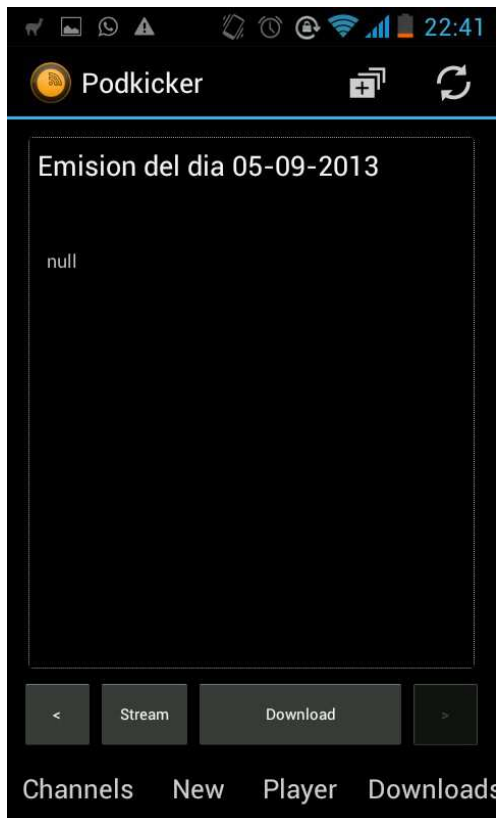 22:41
Podkicker
Emision del dia 05-09-2013
null
< Stream Download >
Channels New Player Downloads